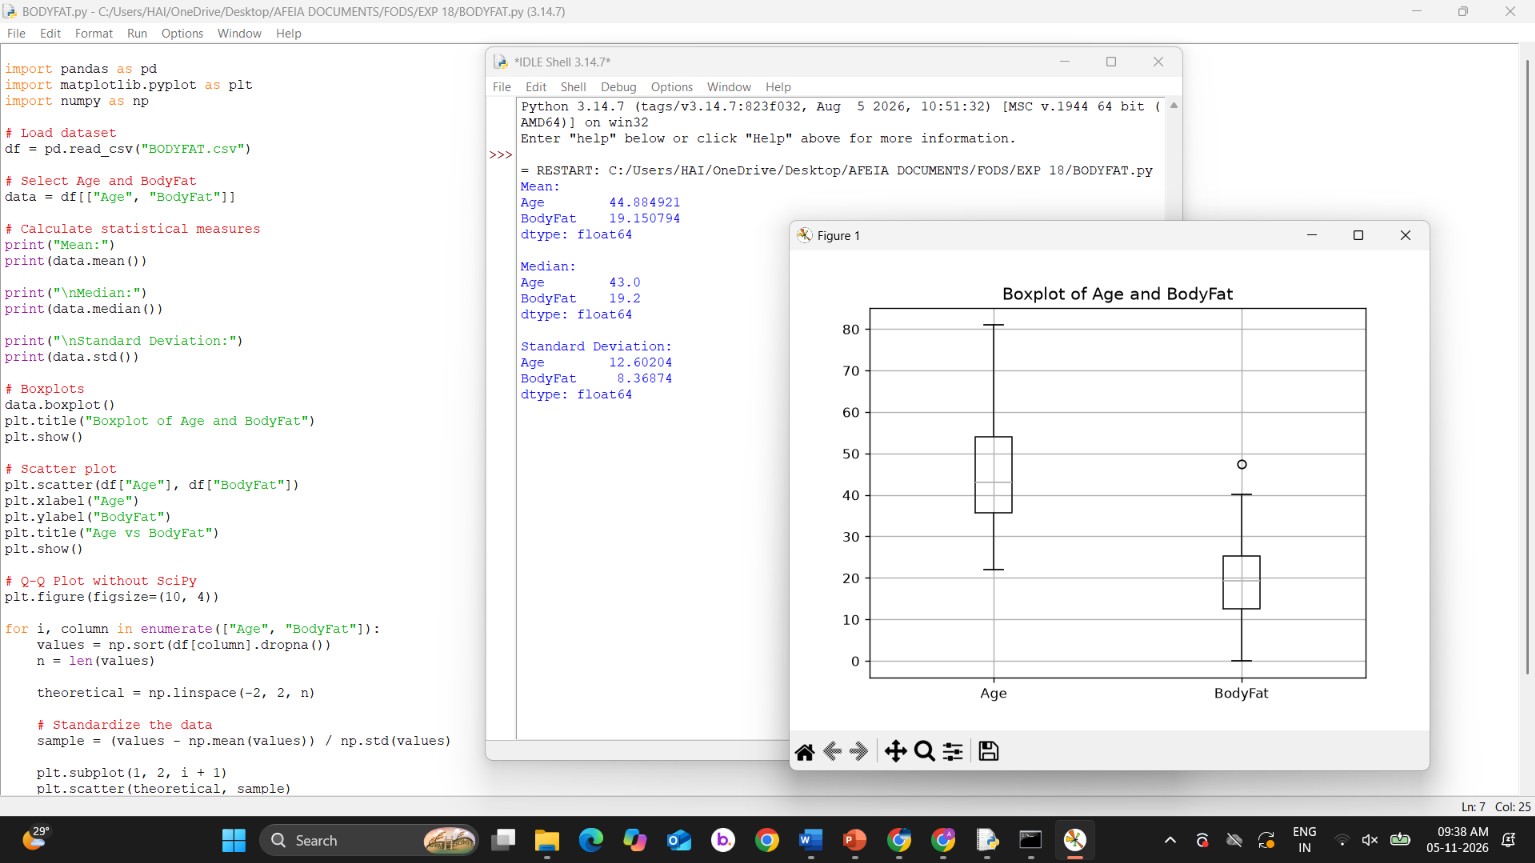 BODYFAT.py - C:/Users/HAI/OneDrive/Desktop/AFEIA DOCUMENTS/FODS/EXP 18/BODYFAT.py (3.14.7)
File Edit Format Run Options Window Help
import pandas as pd
import matplotlib.pyplot as plt
import numpy as np
# Load dataset
df = pd.read_csv("BODYFAT.csv")
# Select Age and BodyFat
data = df[["Age", "BodyFat"]]
# Calculate statistical measures
print("Mean:")
print(data.mean())
print("\nMedian:")
print(data.median())
print("\nStandard Deviation:")
print(data.std())
# Boxplots
data.boxplot()
plt.title("Boxplot of Age and BodyFat")
plt.show()
# Scatter plot
plt.scatter(df["Age"], df["BodyFat"])
plt.xlabel("Age")
plt.ylabel("BodyFat")
plt.title("Age vs BodyFat")
plt.show()
# Q-Q Plot without SciPy
plt.figure(figsize=(10, 4))
for i, column in enumerate(["Age", "BodyFat"]):
    values = np.sort(df[column].dropna())
    n = len(values)
    theoretical = np.linspace(-2, 2, n)
    # Standardize the data
    sample = (values - np.mean(values)) / np.std(values)
    plt.subplot(1, 2, i + 1)
    plt.scatter(theoretical, sample)
*IDLE Shell 3.14.7*
File Edit Shell Debug Options Window Help
Python 3.14.7 (tags/v3.14.7:823f032, Aug  5 2026, 10:51:32) [MSC v.1944 64 bit (
AMD64)] on win32
Enter "help" below or click "Help" above for more information.
>>>
= RESTART: C:/Users/HAI/OneDrive/Desktop/AFEIA DOCUMENTS/FODS/EXP 18/BODYFAT.py
Mean:
Age        44.884921
BodyFat    19.150794
dtype: float64
Median:
Age        43.0
BodyFat    19.2
dtype: float64
Standard Deviation:
Age        12.60204
BodyFat     8.36874
dtype: float64
Figure 1
Boxplot of Age and BodyFat
80
70
60
50
40
30
20
10
0
Age BodyFat
Ln: 7 Col: 25
29°
Search
b.
ENG
IN
09:38 AM
05-11-2026